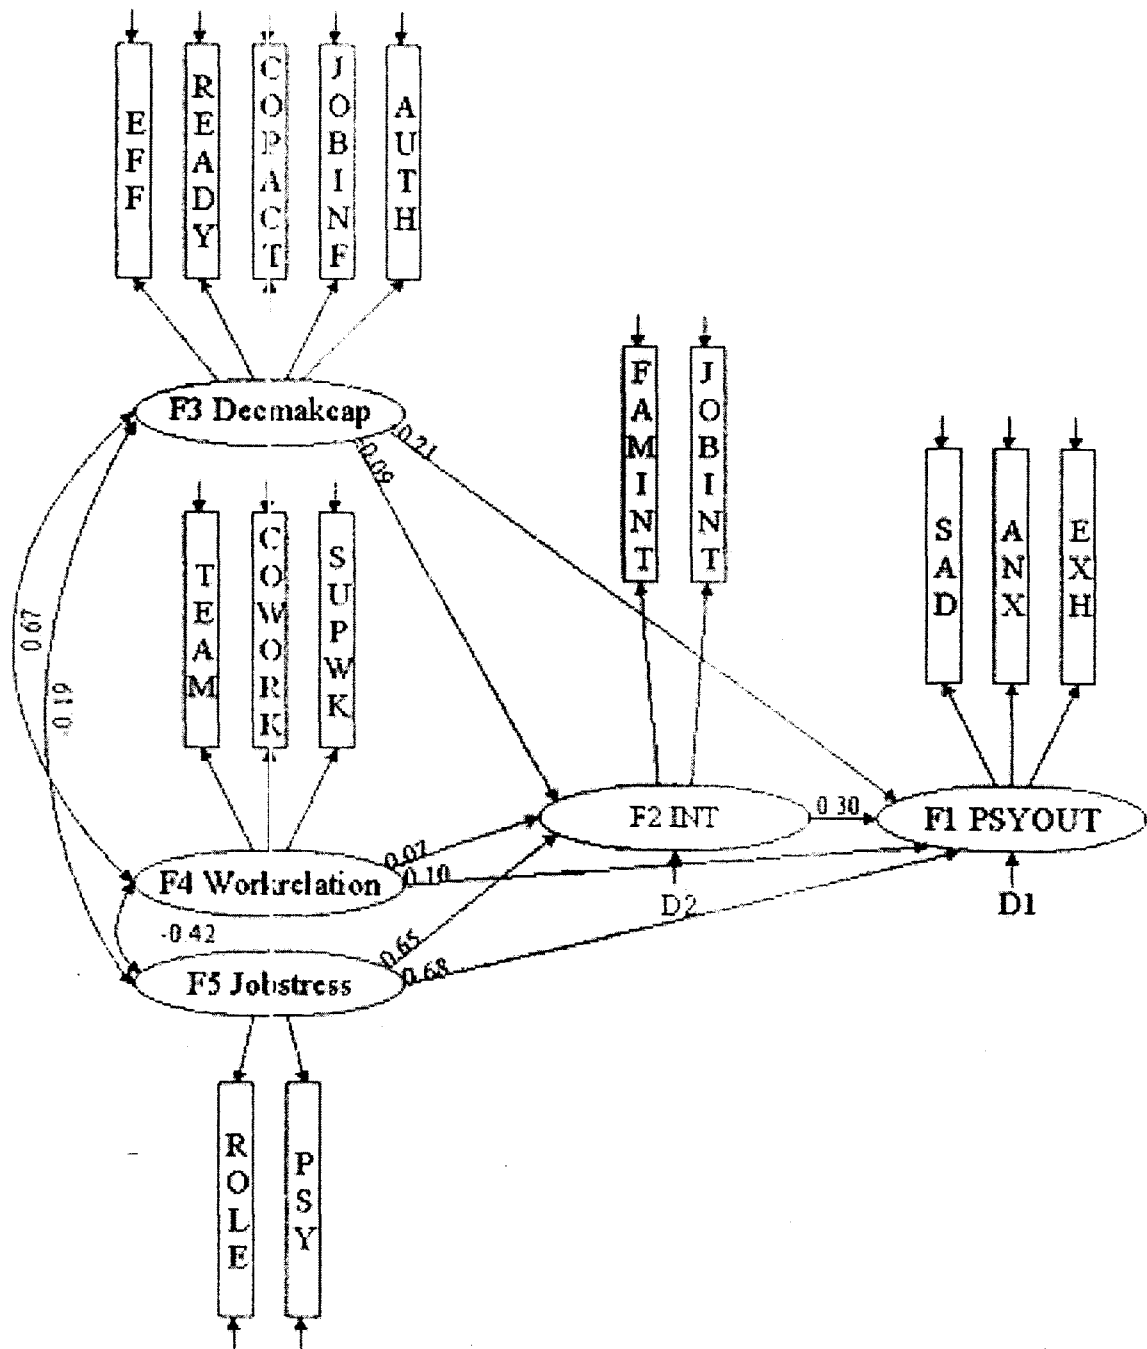 EFF
READY
COPACT
JOBINF
AUTH
F3 Decmakcap
0.21
-0.09
FAMINT
JOBINT
SAD
ANX
EXH
TEAM
COWORK
SUPWK
0.67
-0.19
F2 INT
0.30
F1 PSYOUT
0.10
F4 Workrelation
D2
D1
-0.42
0.65
0.68
F5 Jobstress
ROLE
PSY